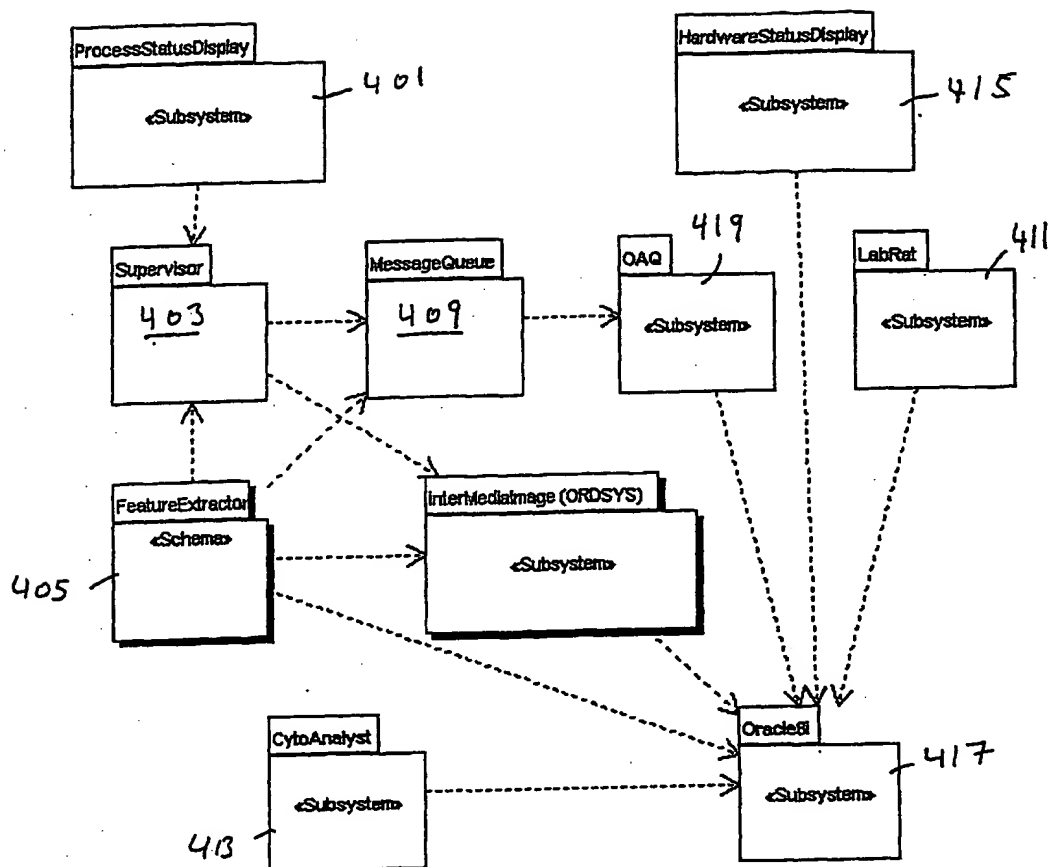 ProcessStatusDisplay
«Subsystem»
401
HardwareStatusDisplay
«Subsystem»
415
Supervisor
403
MessageQueue
409
OAQ
«Subsystem»
419
LabRat
«Subsystem»
411
FeatureExtractor
«Schema»
405
interMediaImage (ORDSYS)
«Subsystem»
CytoAnalyst
«Subsystem»
413
Oracle8i
«Subsystem»
417